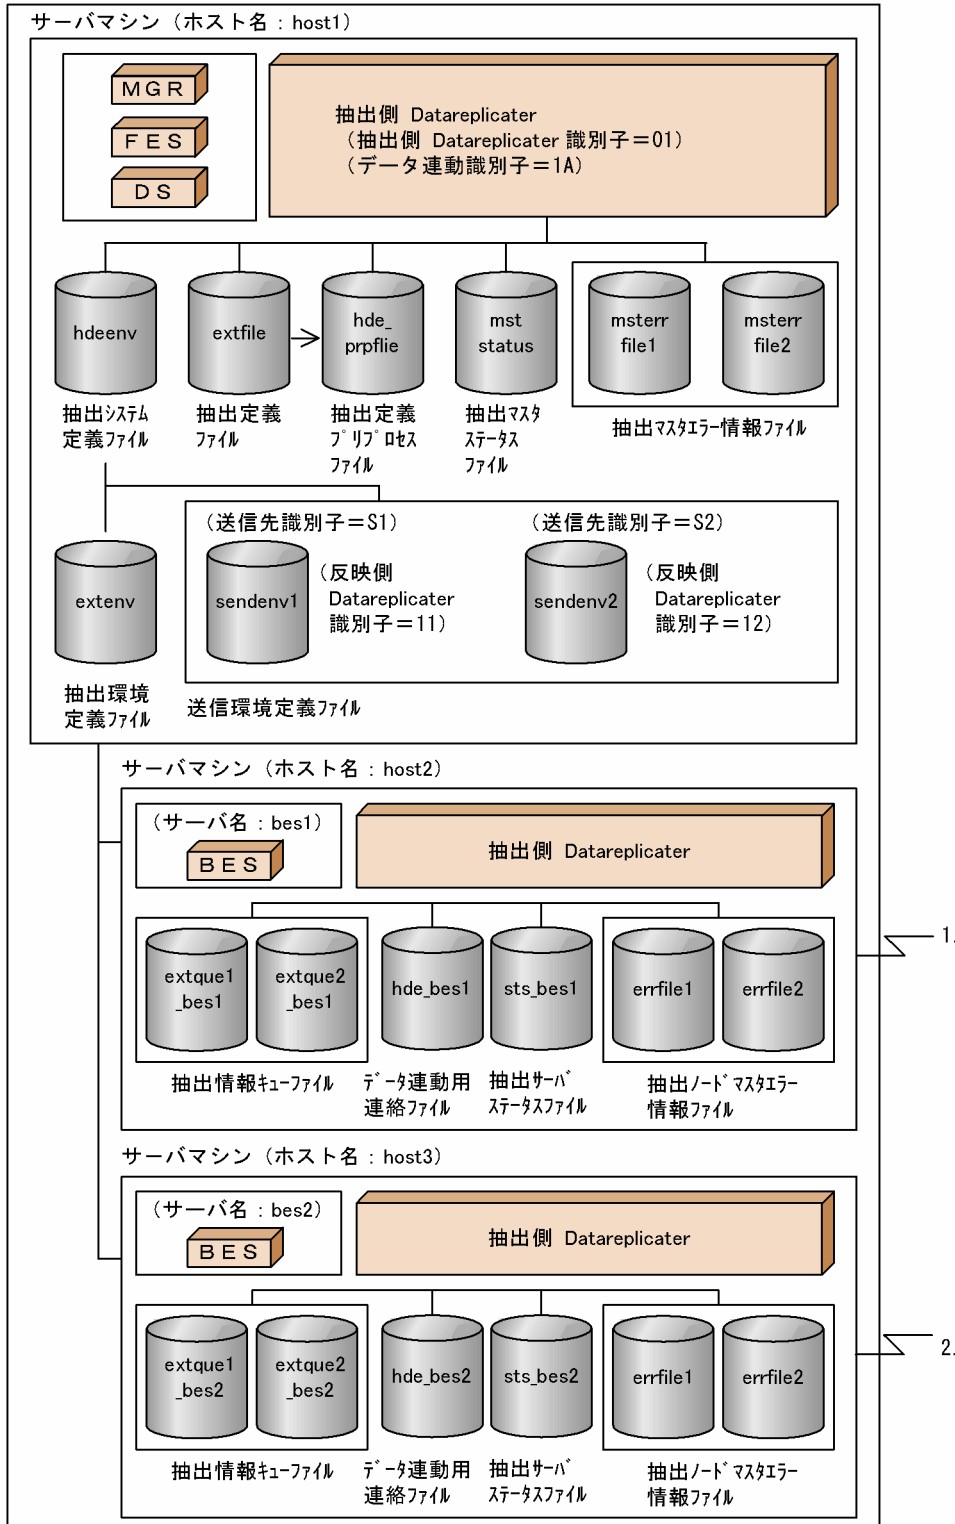 サーバマシン（ホスト名：host1）
MGR
FES
DS
抽出側 Datareplicater
（抽出側 Datareplicater 識別子＝01）
（データ連動識別子＝1A）
hdeenv
extfile
hde_
prpflie
mst
status
msterr
file1
msterr
file2
抽出ｼｽﾃﾑ
定義ﾌｧｲﾙ
抽出定義
ﾌｧｲﾙ
抽出定義
ﾌﾟﾘﾌﾟﾛｾｽ
ﾌｧｲﾙ
抽出ﾏｽﾀ
ｽﾃｰﾀｽ
ﾌｧｲﾙ
抽出ﾏｽﾀｴﾗｰ情報ﾌｧｲﾙ
（送信先識別子＝S1）
（送信先識別子＝S2）
extenv
sendenv1
（反映側
Datareplicater
識別子＝11）
sendenv2
（反映側
Datareplicater
識別子＝12）
抽出環境
定義ﾌｧｲﾙ
送信環境定義ﾌｧｲﾙ
サーバマシン（ホスト名：host2）
（サーバ名：bes1）
BES
抽出側 Datareplicater
1.
extque1
_bes1
extque2
_bes1
hde_bes1
sts_bes1
errfile1
errfile2
抽出情報ｷｭｰﾌｧｲﾙ
ﾃﾞｰﾀ連動用
連絡ﾌｧｲﾙ
抽出ｻｰﾊﾞ
ｽﾃｰﾀｽﾌｧｲﾙ
抽出ﾉｰﾄﾞﾏｽﾀｴﾗｰ
情報ﾌｧｲﾙ
サーバマシン（ホスト名：host3）
（サーバ名：bes2）
BES
抽出側 Datareplicater
2.
extque1
_bes2
extque2
_bes2
hde_bes2
sts_bes2
errfile1
errfile2
抽出情報ｷｭｰﾌｧｲﾙ
ﾃﾞｰﾀ連動用
連絡ﾌｧｲﾙ
抽出ｻｰﾊﾞ
ｽﾃｰﾀｽﾌｧｲﾙ
抽出ﾉｰﾄﾞﾏｽﾀｴﾗｰ
情報ﾌｧｲﾙ